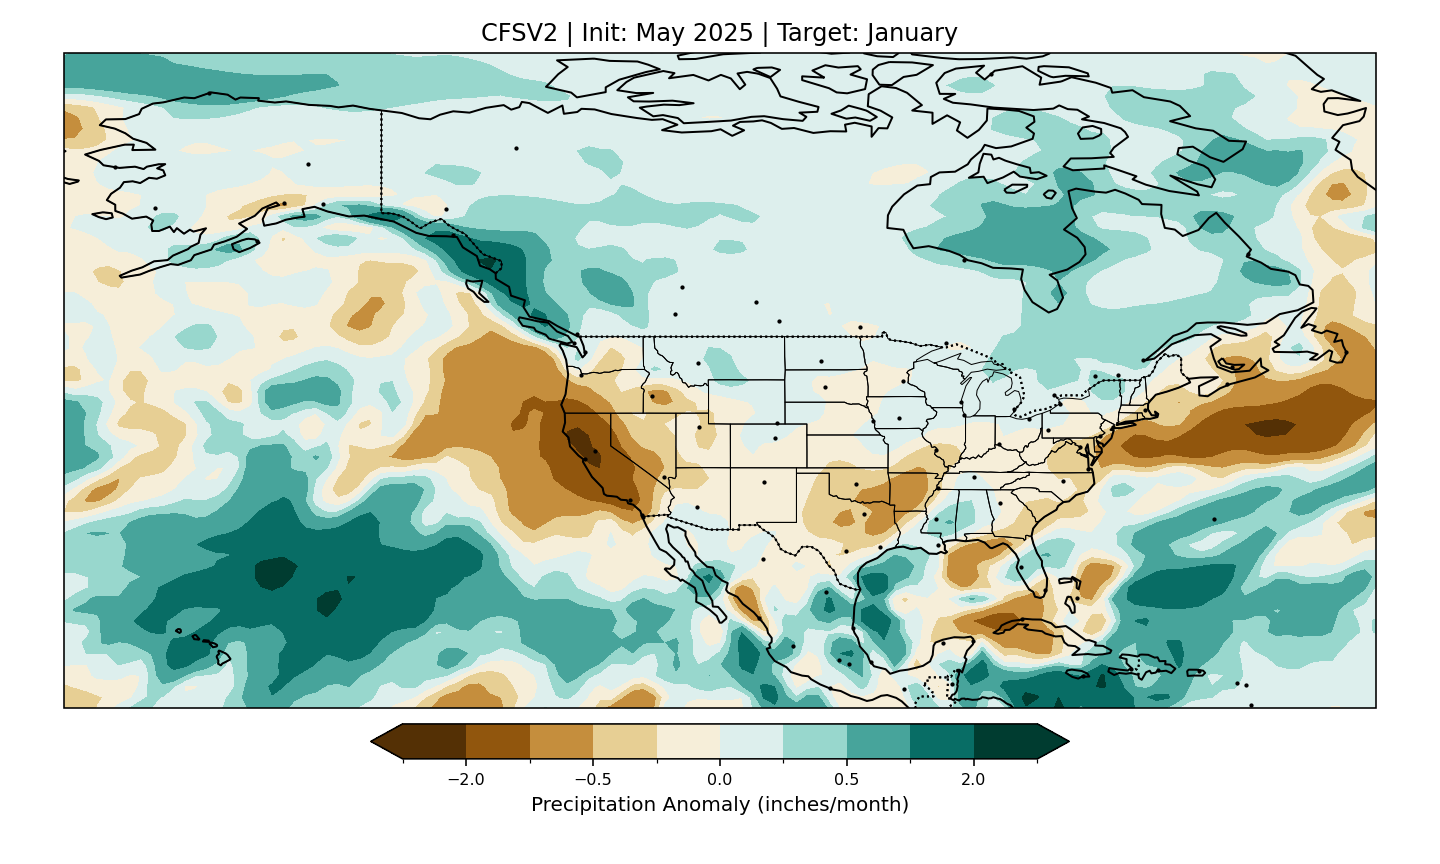 CFSV2 | Init: May 2025 | Target: January
−2.0 −0.5 0.0 0.5 2.0
Precipitation Anomaly (inches/month)